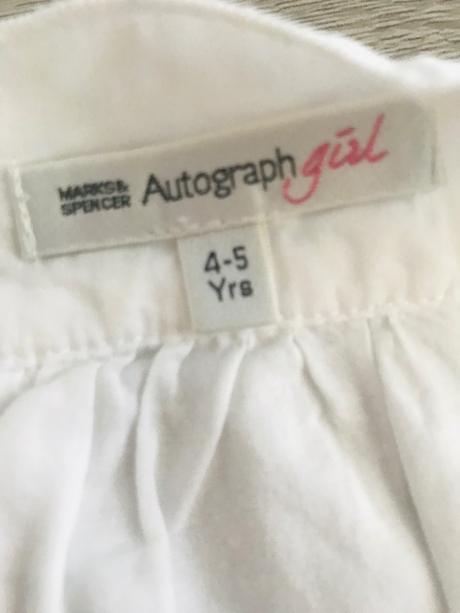 MARKS&
SPENCER Autograph girl
4-5
Yrs